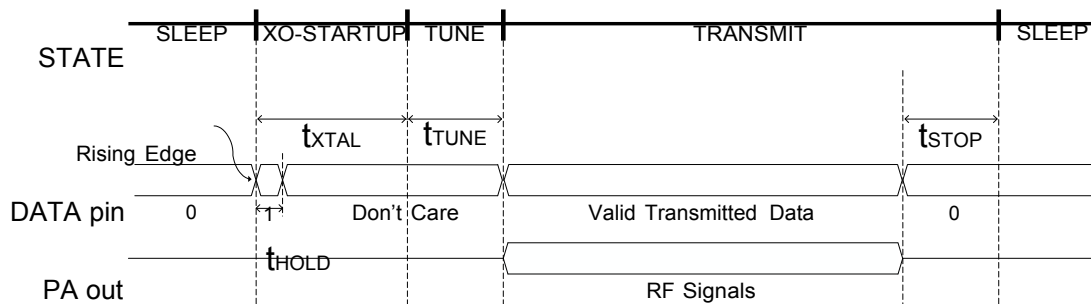 SLEEP XO-STARTUP TUNE TRANSMIT SLEEP
STATE
tXTAL tTUNE tSTOP
Rising Edge
DATA pin 0 1 Don't Care Valid Transmitted Data 0
tHOLD
PA out RF Signals